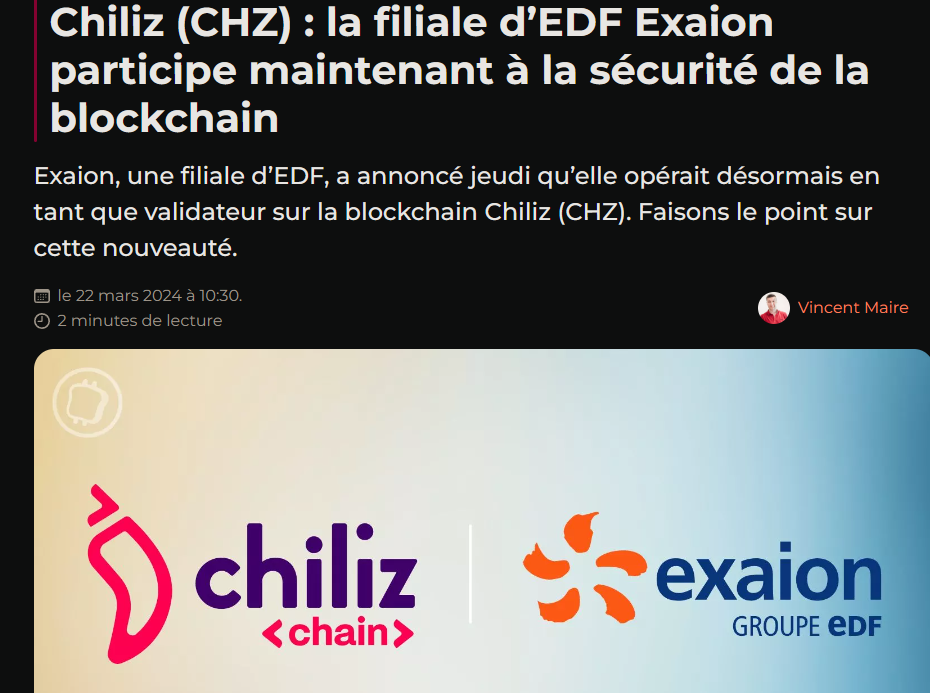 Chiliz (CHZ) : la filiale d’EDF Exaion
participe maintenant à la sécurité de la
blockchain
Exaion, une filiale d’EDF, a annoncé jeudi qu’elle opérait désormais en
tant que validateur sur la blockchain Chiliz (CHZ). Faisons le point sur
cette nouveauté.
le 22 mars 2024 à 10:30.
2 minutes de lecture
Vincent Maire
chiliz
<chain>
exaion
GROUPE eDF